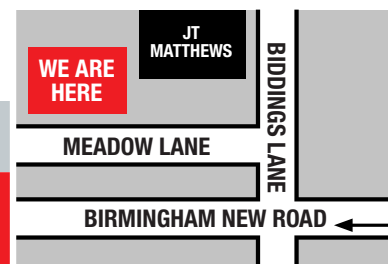 JT
MATTHEWS
WE ARE
HERE
BIDDINGS LANE
MEADOW LANE
BIRMINGHAM NEW ROAD